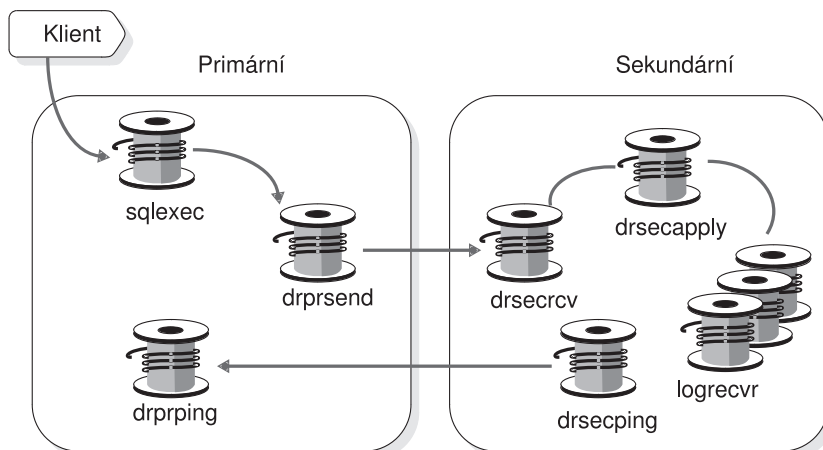 Klient
Primární
Sekundární
sqlexec
drprsend
drsecrcv
drsecapply
drprping
drsecping
logrecvr